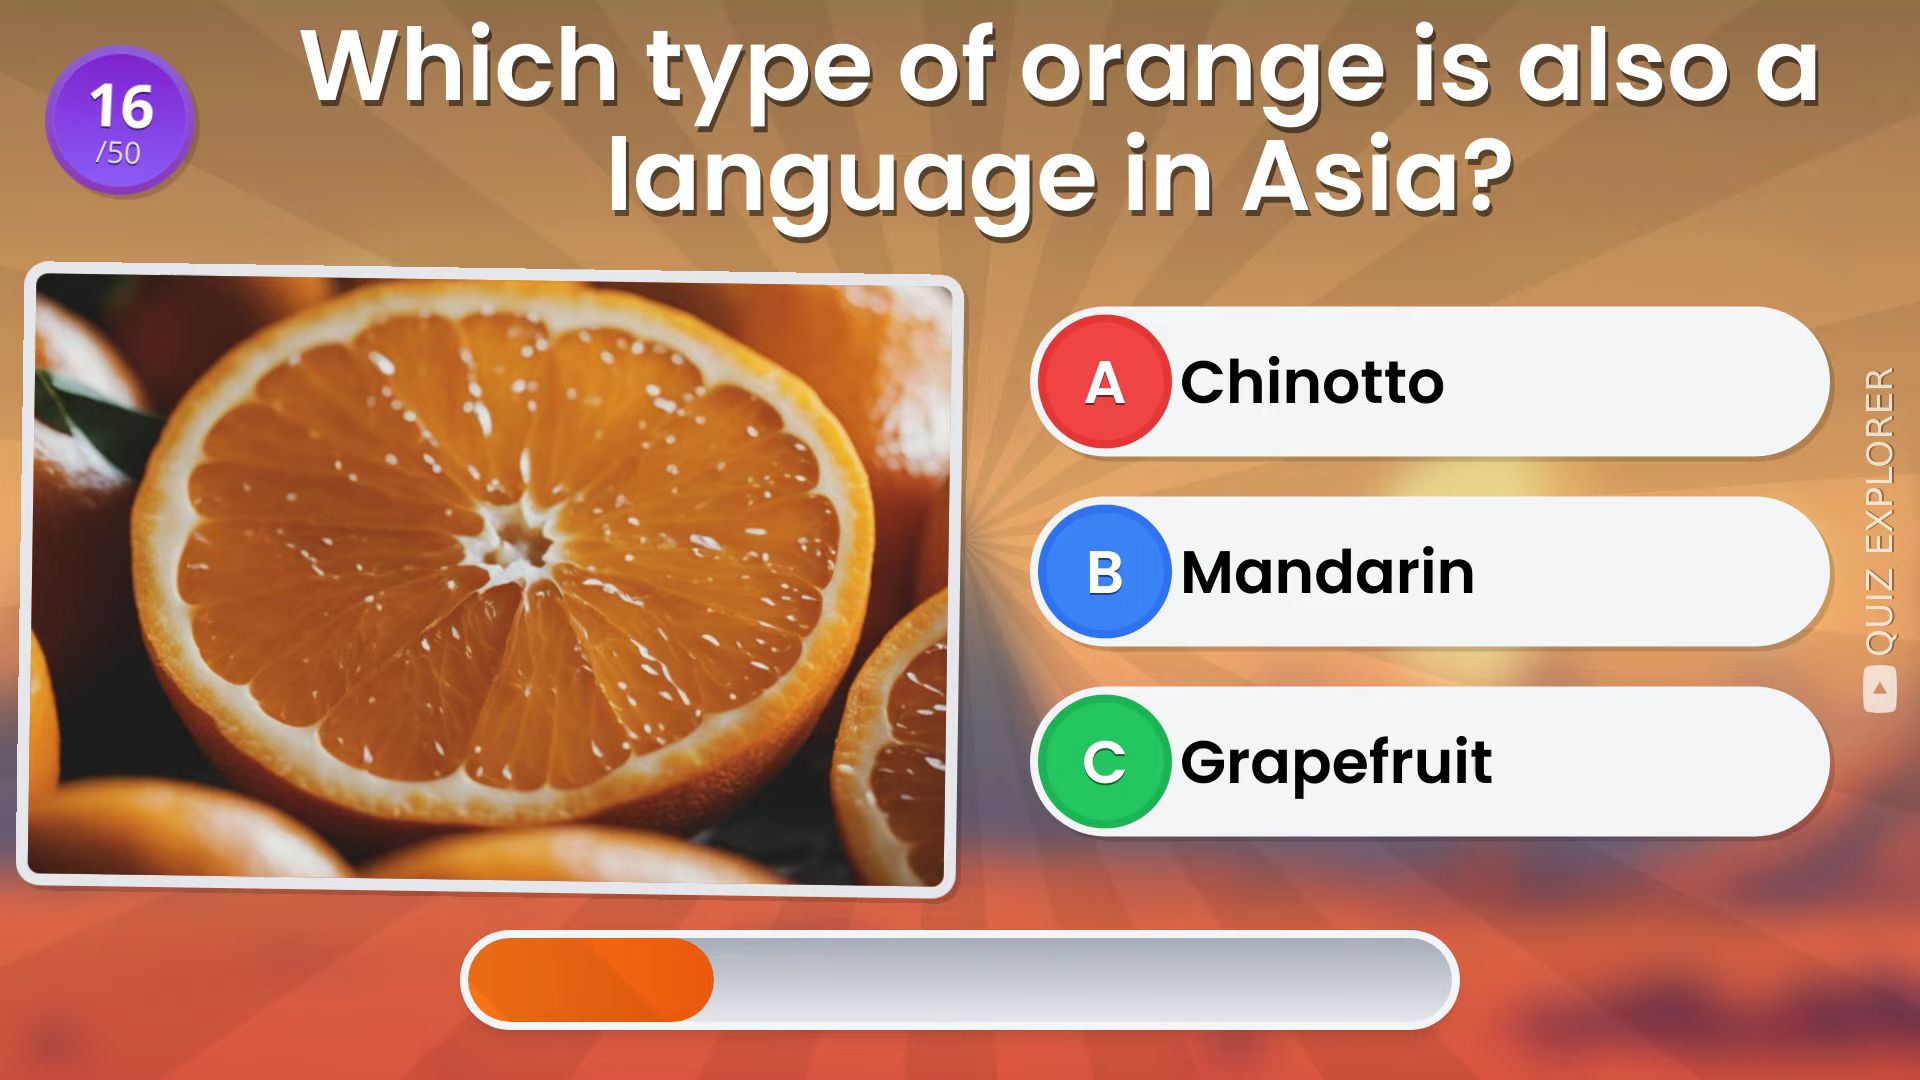 16
/50
Which type of orange is also a
language in Asia?
A Chinotto
B Mandarin
C Grapefruit
QUIZ EXPLORER